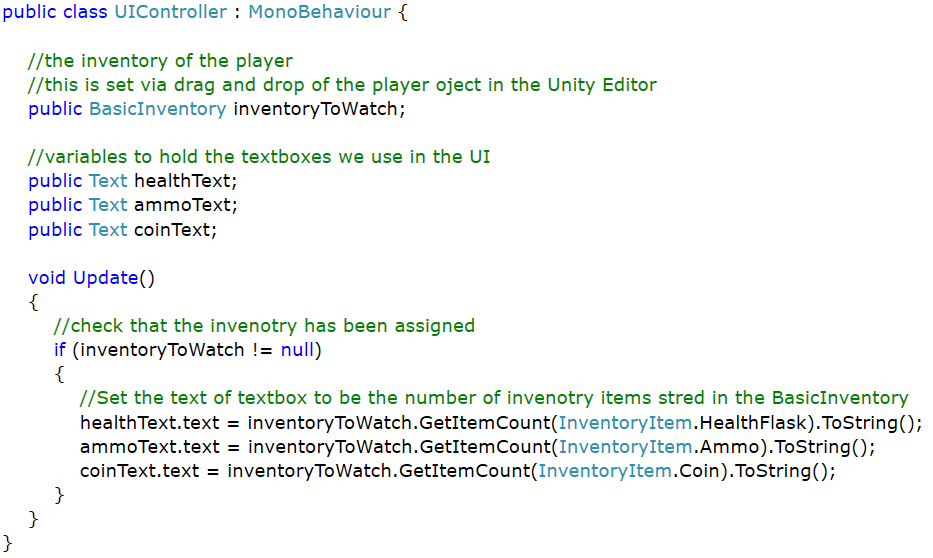 public class UIController : MonoBehaviour {
//the inventory of the player
//this is set via drag and drop of the player oject in the Unity Editor
public BasicInventory inventoryToWatch;
//variables to hold the textboxes we use in the UI
public Text healthText;
public Text ammoText;
public Text coinText;
void Update()
{
//check that the invenotry has been assigned
if (inventoryToWatch != null)
{
//Set the text of textbox to be the number of invenotry items stred in the BasicInventory
healthText.text = inventoryToWatch.GetItemCount(InventoryItem.HealthFlask).ToString();
ammoText.text = inventoryToWatch.GetItemCount(InventoryItem.Ammo).ToString();
coinText.text = inventoryToWatch.GetItemCount(InventoryItem.Coin).ToString();
}
}
}